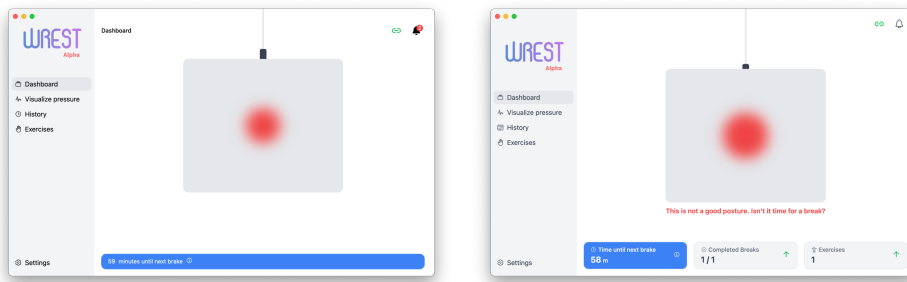 WREST
Alpha
Dashboard
Dashboard
Visualize pressure
History
Exercises
Settings
59 minutes until next brake
WREST
Alpha
Dashboard
Visualize pressure
History
Exercises
Settings
This is not a good posture. Isn't it time for a break?
Time until next brake
58 m
Completed Breaks
1 / 1
Exercises
1